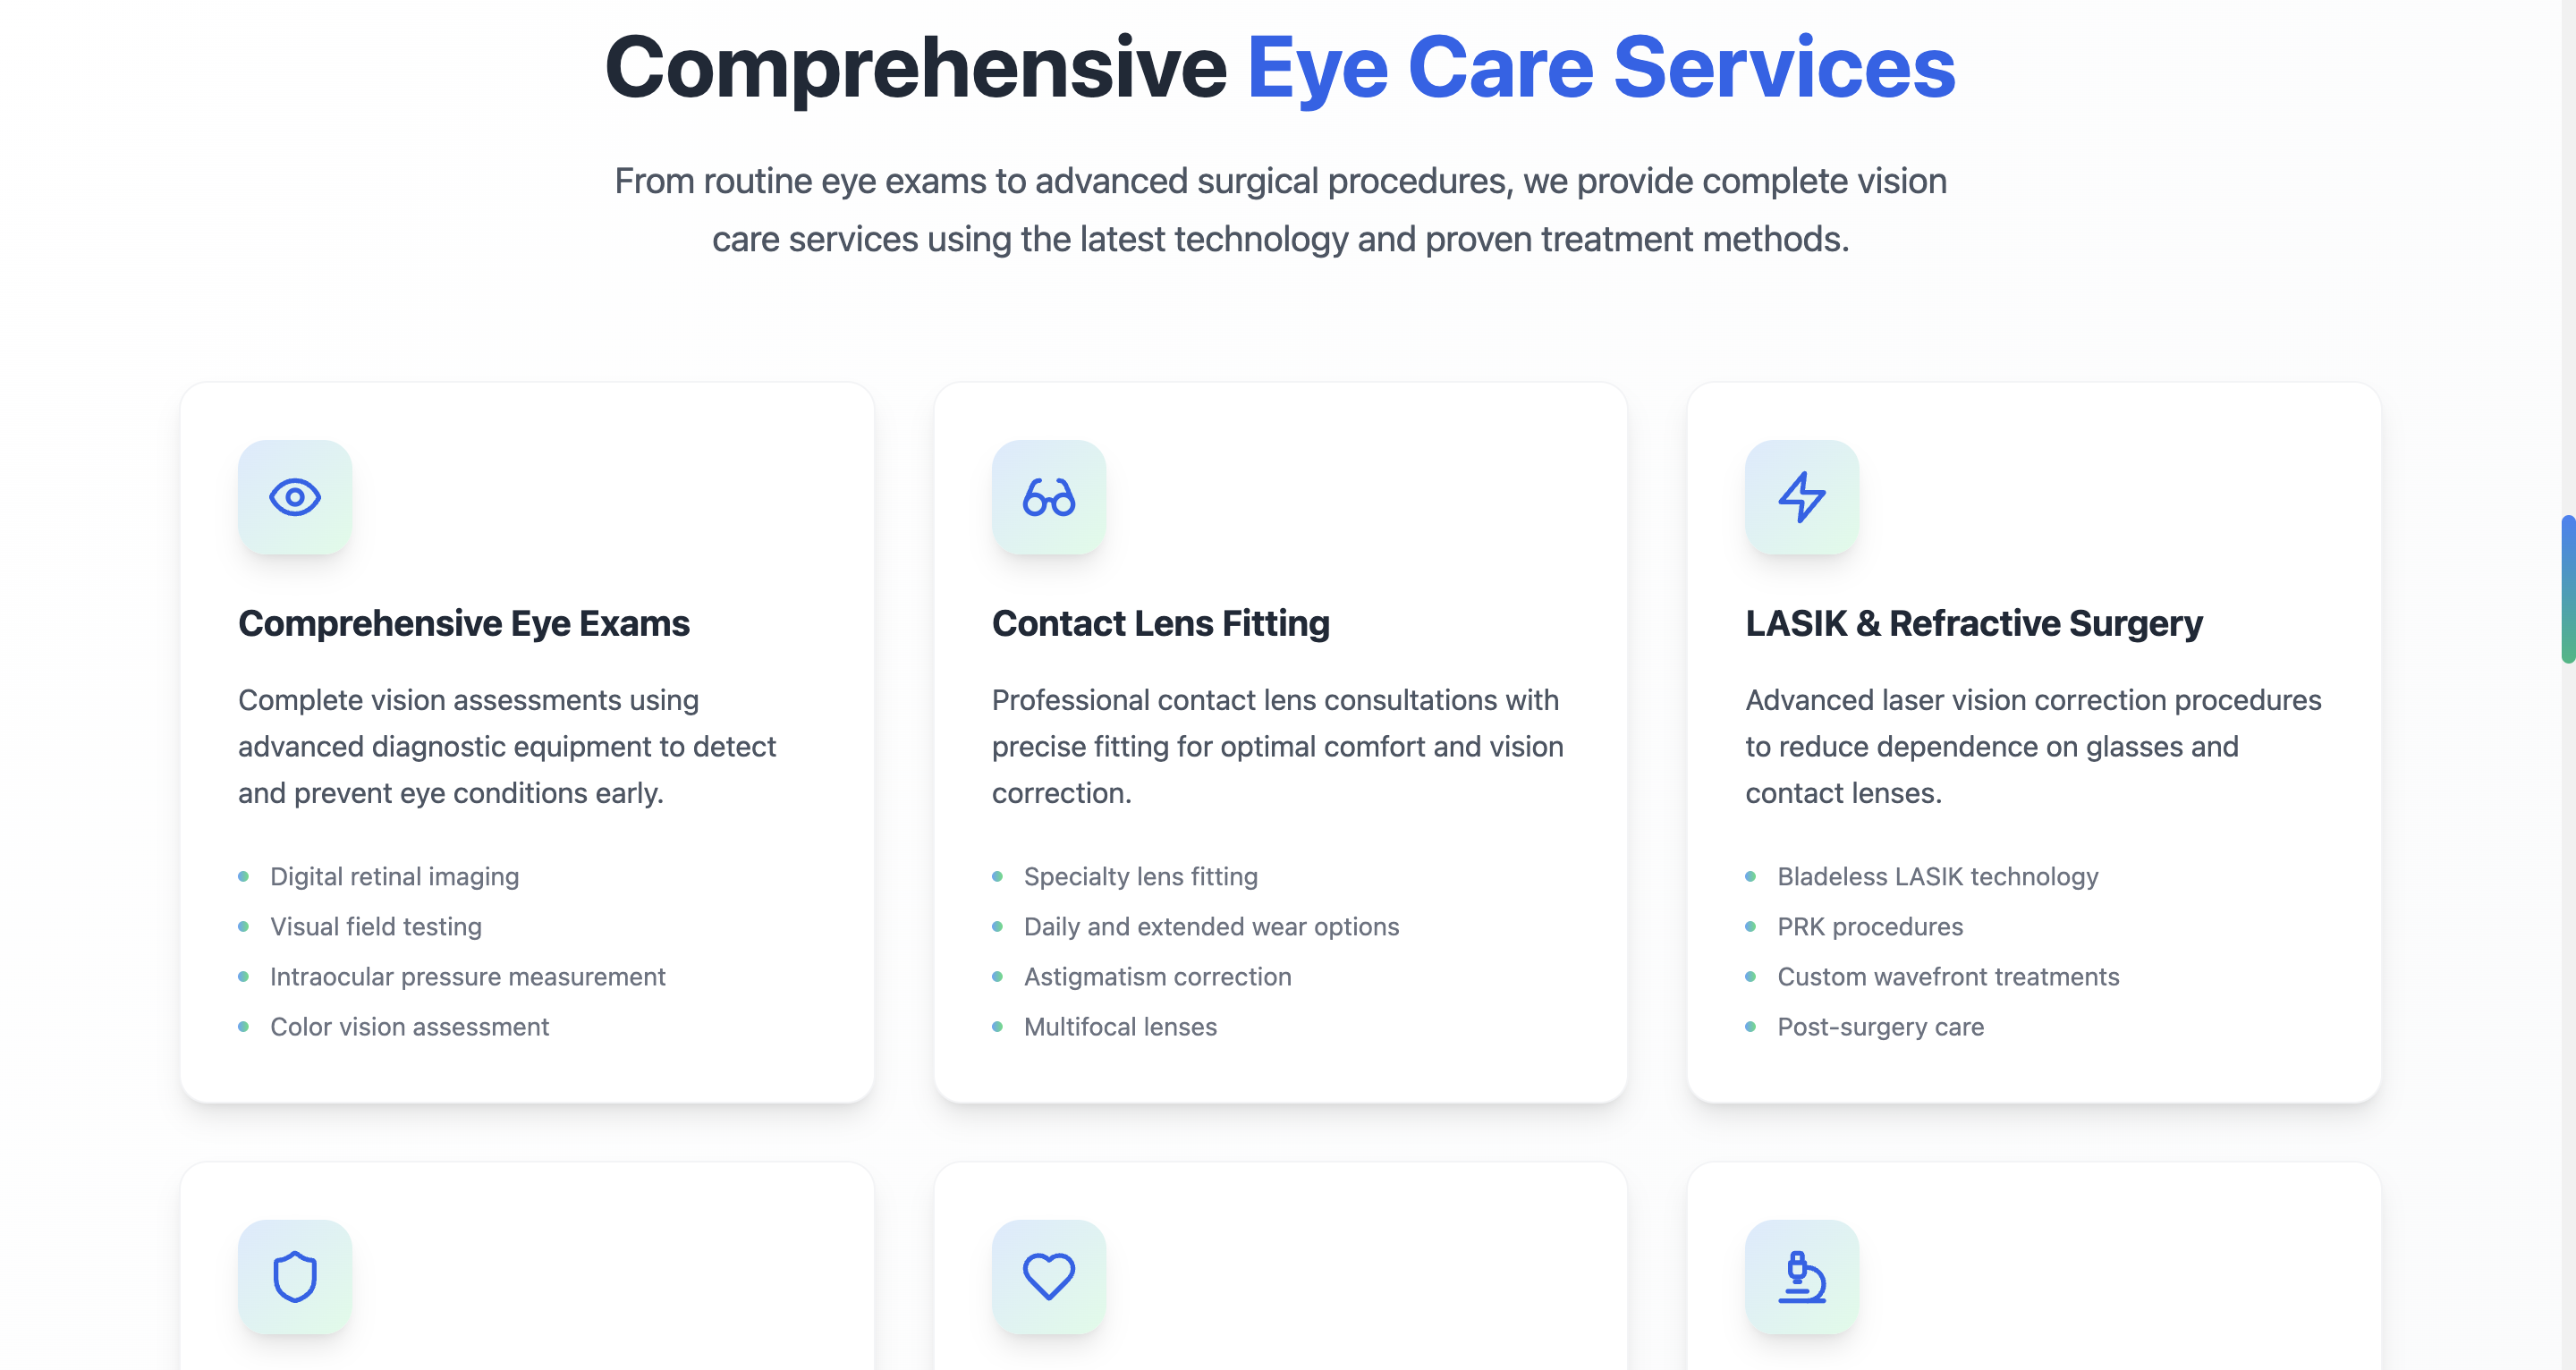 Comprehensive Eye Care Services
From routine eye exams to advanced surgical procedures, we provide complete vision
care services using the latest technology and proven treatment methods.
Comprehensive Eye Exams
Complete vision assessments using
advanced diagnostic equipment to detect
and prevent eye conditions early.
Digital retinal imaging
Visual field testing
Intraocular pressure measurement
Color vision assessment
Contact Lens Fitting
Professional contact lens consultations with
precise fitting for optimal comfort and vision
correction.
Specialty lens fitting
Daily and extended wear options
Astigmatism correction
Multifocal lenses
LASIK & Refractive Surgery
Advanced laser vision correction procedures
to reduce dependence on glasses and
contact lenses.
Bladeless LASIK technology
PRK procedures
Custom wavefront treatments
Post-surgery care